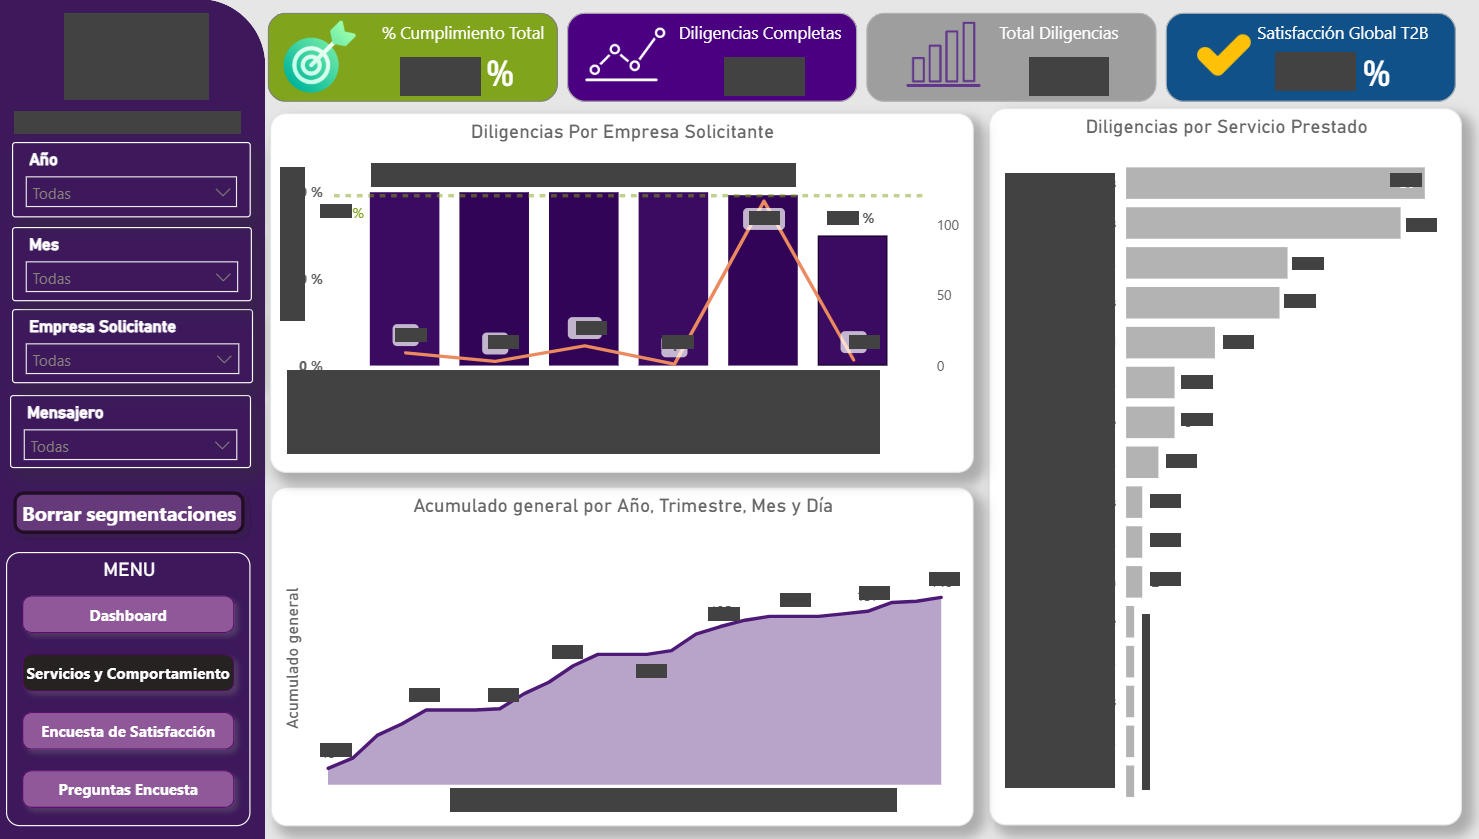 Año
Todas
Mes
Todas
Empresa Solicitante
Todas
Mensajero
Todas
Borrar segmentaciones
MENU
Dashboard
Servicios y Comportamiento
Encuesta de Satisfacción
Preguntas Encuesta
% Cumplimiento Total
%
Diligencias Completas
Total Diligencias
Satisfacción Global T2B
%
Diligencias Por Empresa Solicitante
%
%
%
%
0 %
100
50
0
Acumulado general por Año, Trimestre, Mes y Día
Acumulado general
Diligencias por Servicio Prestado